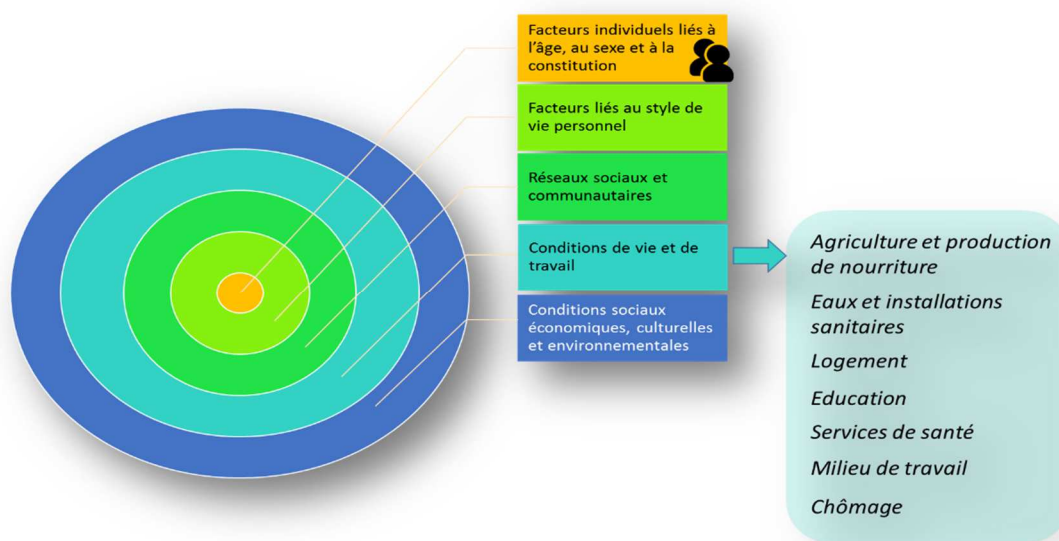 Facteurs individuels liés à
l'âge, au sexe et à la
constitution
Facteurs liés au style de
vie personnel
Réseaux sociaux et
communautaires
Conditions de vie et de
travail
Conditions sociaux
économiques, culturelles
et environnementales
Agriculture et production
de nourriture
Eaux et installations
sanitaires
Logement
Education
Services de santé
Milieu de travail
Chômage